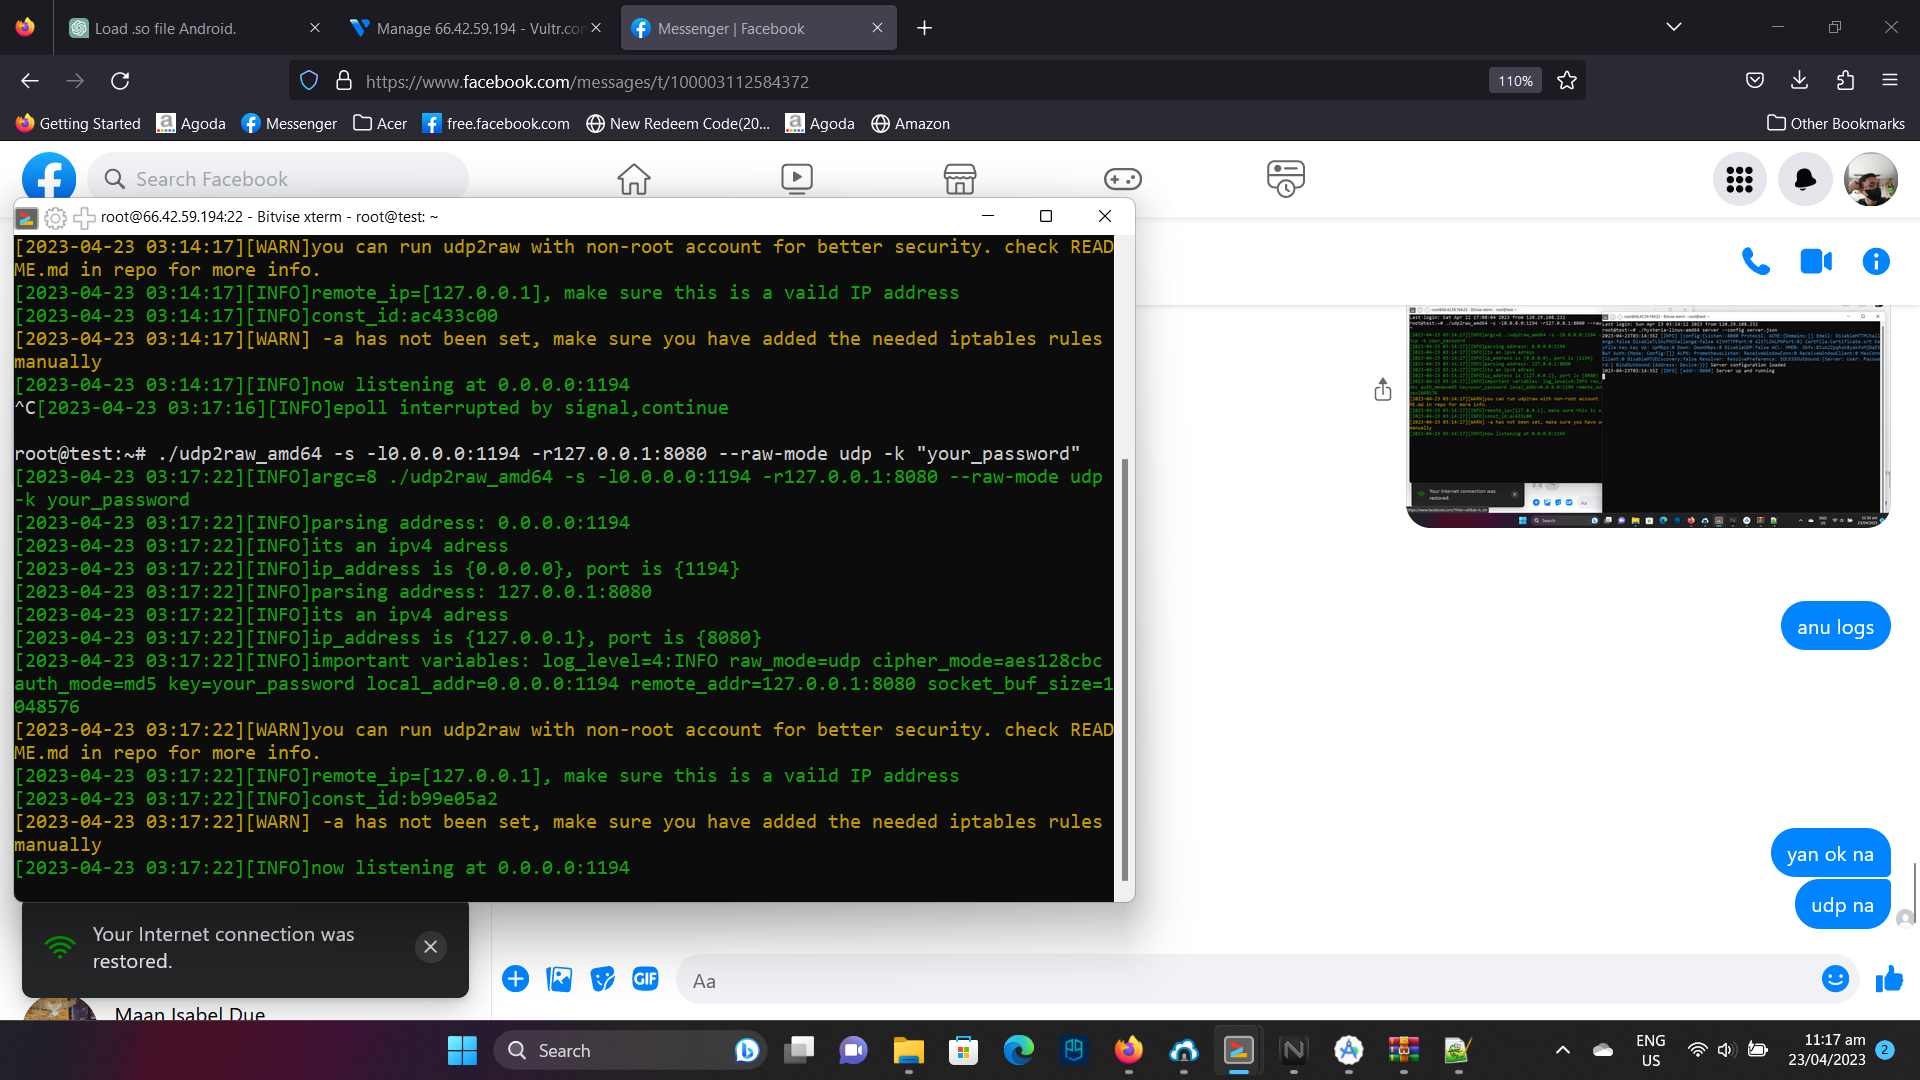 Load .so file Android.
Manage 66.42.59.194 - Vultr.con
Messenger | Facebook
https://www.facebook.com/messages/t/100003112584372
110%
Getting Started
Agoda
Messenger
Acer
free.facebook.com
New Redeem Code(20...
Agoda
Amazon
Other Bookmarks
Search Facebook
root@66.42.59.194:22 - Bitvise xterm - root@test: ~
[2023-04-23 03:14:17][WARN]you can run udp2raw with non-root account for better security. check READ
ME.md in repo for more info.
[2023-04-23 03:14:17][INFO]remote_ip=[127.0.0.1], make sure this is a vaild IP address
[2023-04-23 03:14:17][INFO]const_id:ac433c00
[2023-04-23 03:14:17][WARN] -a has not been set, make sure you have added the needed iptables rules
manually
[2023-04-23 03:14:17][INFO]now listening at 0.0.0.0:1194
^C[2023-04-23 03:17:16][INFO]epoll interrupted by signal,continue
root@test:~# ./udp2raw_amd64 -s -l0.0.0.0:1194 -r127.0.0.1:8080 --raw-mode udp -k "your_password"
[2023-04-23 03:17:22][INFO]argc=8 ./udp2raw_amd64 -s -l0.0.0.0:1194 -r127.0.0.1:8080 --raw-mode udp
-k your_password
[2023-04-23 03:17:22][INFO]parsing address: 0.0.0.0:1194
[2023-04-23 03:17:22][INFO]its an ipv4 adress
[2023-04-23 03:17:22][INFO]ip_address is {0.0.0.0}, port is {1194}
[2023-04-23 03:17:22][INFO]parsing address: 127.0.0.1:8080
[2023-04-23 03:17:22][INFO]its an ipv4 adress
[2023-04-23 03:17:22][INFO]ip_address is {127.0.0.1}, port is {8080}
[2023-04-23 03:17:22][INFO]important variables: log_level=4:INFO raw_mode=udp cipher_mode=aes128cbc
auth_mode=md5 key=your_password local_addr=0.0.0.0:1194 remote_addr=127.0.0.1:8080 socket_buf_size=1
048576
[2023-04-23 03:17:22][WARN]you can run udp2raw with non-root account for better security. check READ
ME.md in repo for more info.
[2023-04-23 03:17:22][INFO]remote_ip=[127.0.0.1], make sure this is a vaild IP address
[2023-04-23 03:17:22][INFO]const_id:b99e05a2
[2023-04-23 03:17:22][WARN] -a has not been set, make sure you have added the needed iptables rules
manually
[2023-04-23 03:17:22][INFO]now listening at 0.0.0.0:1194
anu logs
yan ok na
udp na
Your Internet connection was
restored.
GIF
Aa
Maan Isabel Due
Search
ENG
US
11:17 am
23/04/2023
2